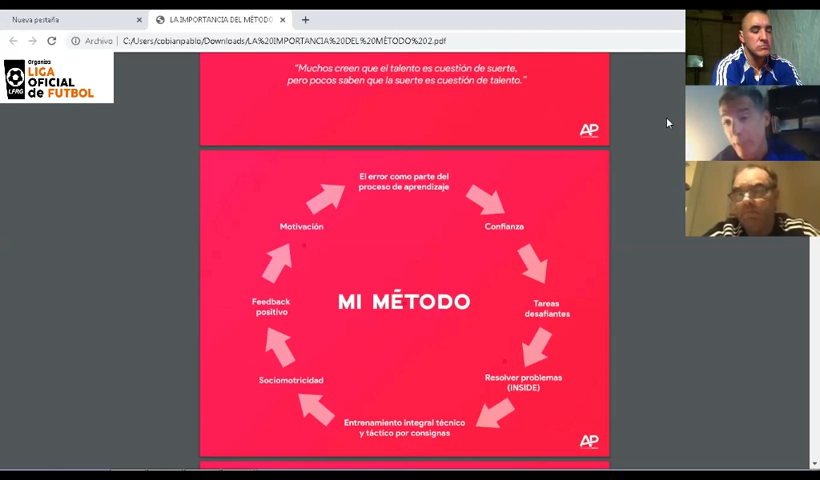 Nueva pestaña
LA IMPORTANCIA DEL MÉTODO
Archivo
C:/Users/cobianpablo/Downloads/LA%20IMPORTANCIA%20DEL%20MÉTODO%202.pdf
Organiza
LIGA
OFICIAL
de FUTBOL
LFRG
“Muchos creen que el talento es cuestión de suerte,
pero pocos saben que la suerte es cuestión de talento.”
AP
El error como parte del
proceso de aprendizaje
Motivación
Confianza
Feedback
positivo
MI MÉTODO
Tareas
desafiantes
Sociomotricidad
Resolver problemas
(INSIDE)
Entrenamiento integral técnico
y táctico por consignas
AP